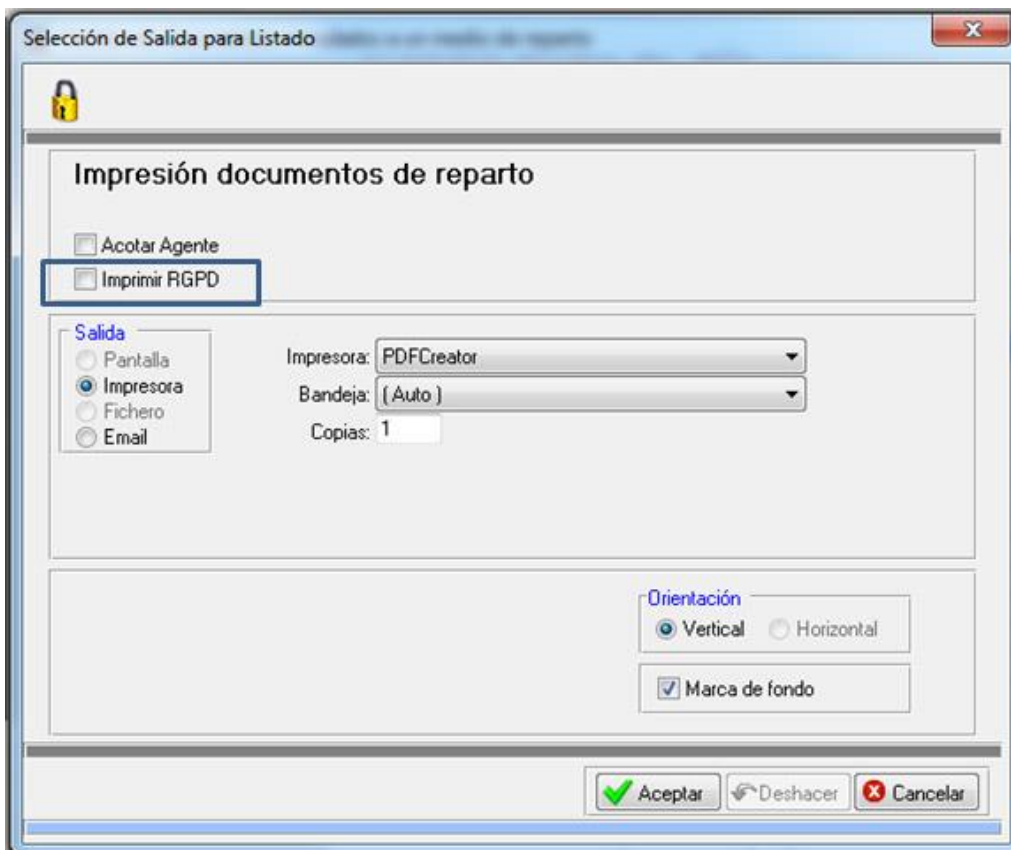 Selección de Salida para Listado
Impresión documentos de reparto
Acotar Agente
Imprimir RGPD
Salida
Pantalla
Impresora
Fichero
Email
Impresora: PDFCreator
Bandeja: (Auto)
Copias: 1
Orientación
Vertical Horizontal
Marca de fondo
Aceptar Deshacer Cancelar